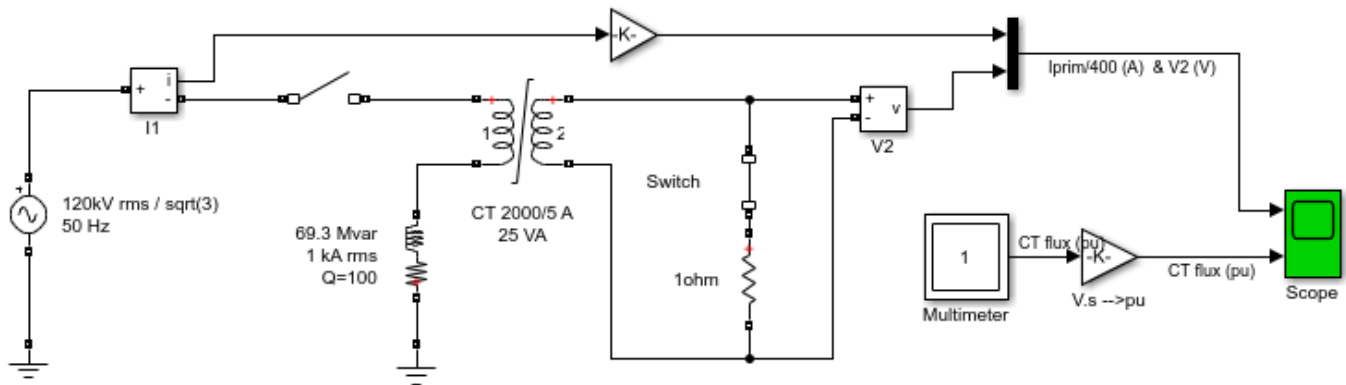 -K-
Iprim/400 (A)  & V2 (V)
+
i
-
I1
1
2
+
-
v
V2
Switch
120kV rms / sqrt(3)
50 Hz
+
CT 2000/5 A
25 VA
69.3 Mvar
1 kA rms
Q=100
1ohm
1
Multimeter
CT flux (pu)
-K-
V.s -->pu
CT flux (pu)
Scope